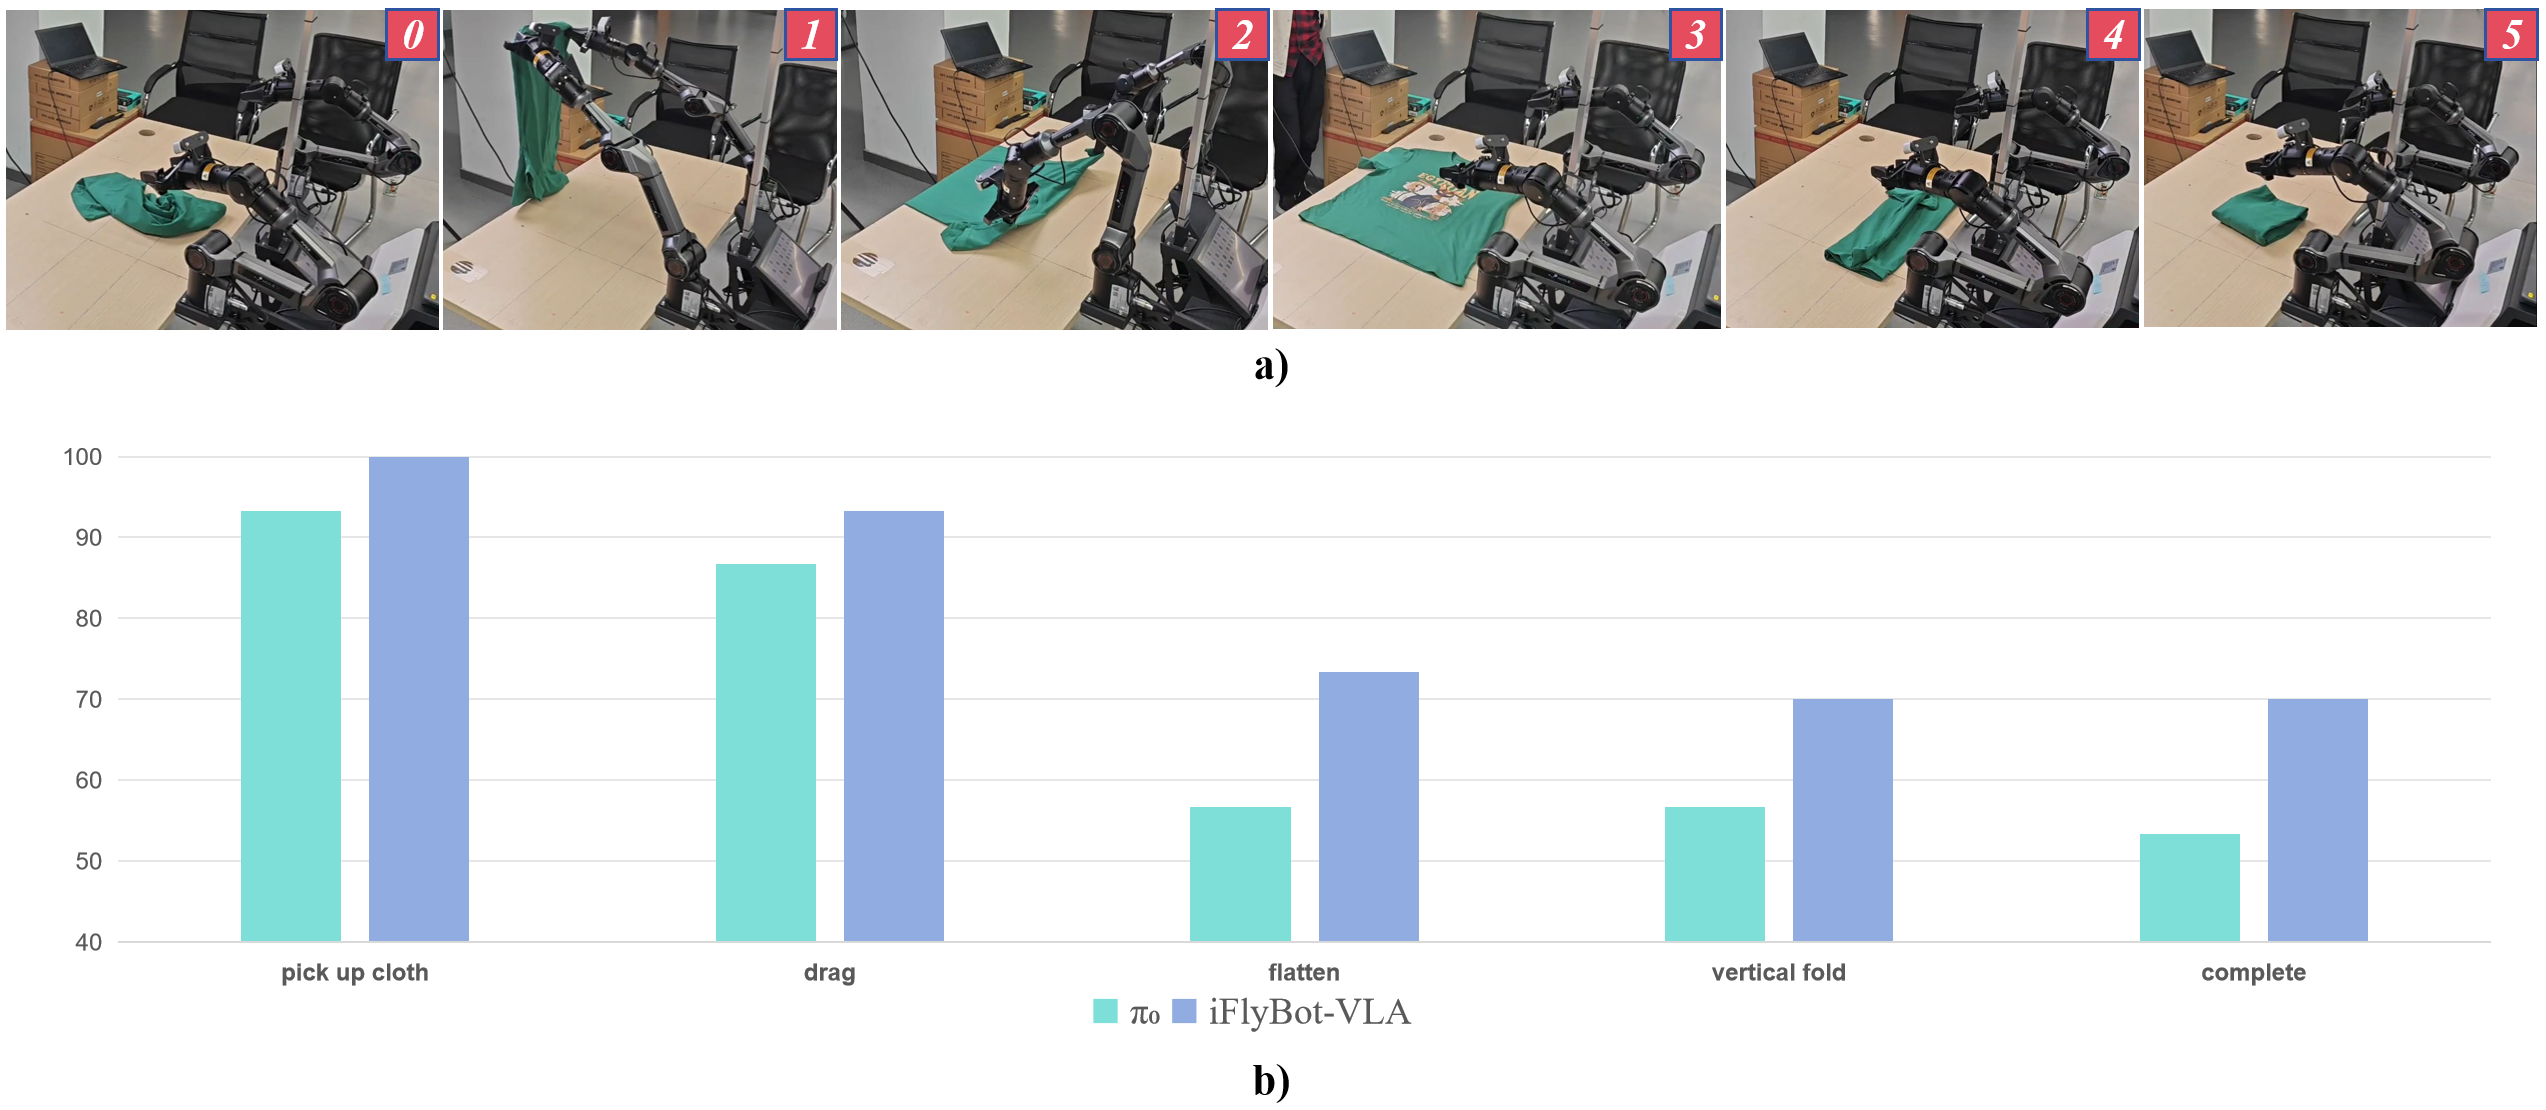 0 1 2 3 4 5
a)
100
90
80
70
60
50
40
pick up cloth drag flatten vertical fold complete
π₀ iFlyBot-VLA
b)